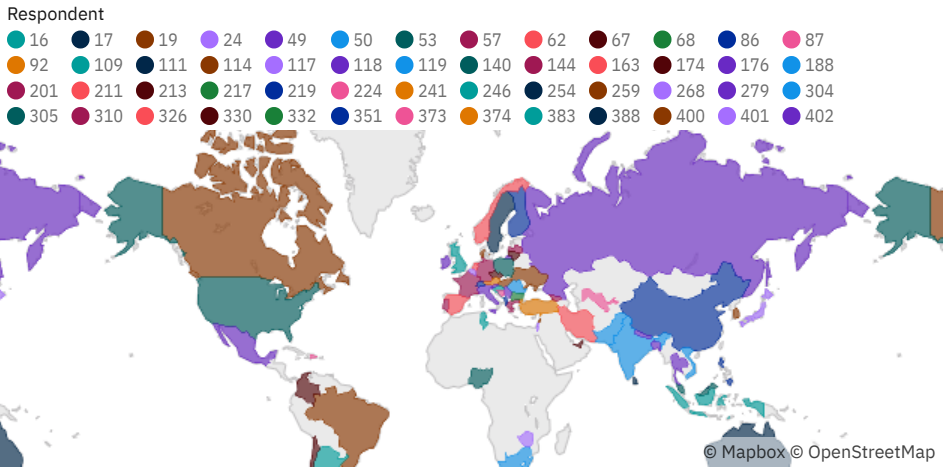 Respondent
16 17 19 24 49 50 53 57 62 67 68 86 87
92 109 111 114 117 118 119 140 144 163 174 176 188
201 211 213 217 219 224 241 246 254 259 268 279 304
305 310 326 330 332 351 373 374 383 388 400 401 402
© Mapbox © OpenStreetMap